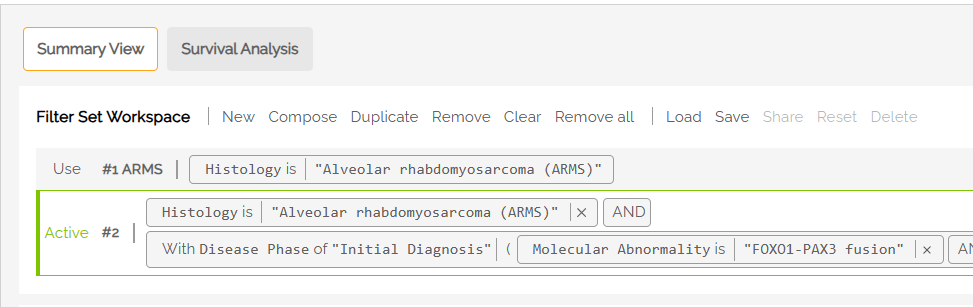 Summary View Survival Analysis
Filter Set Workspace New Compose Duplicate Remove Clear Remove all Load Save Share Reset Delete
Use #1 ARMS Histology is "Alveolar rhabdomyosarcoma (ARMS)"
Histology is "Alveolar rhabdomyosarcoma (ARMS)" × AND
Active #2
With Disease Phase of "Initial Diagnosis" ( Molecular Abnormality is "FOXO1-PAX3 fusion" ×